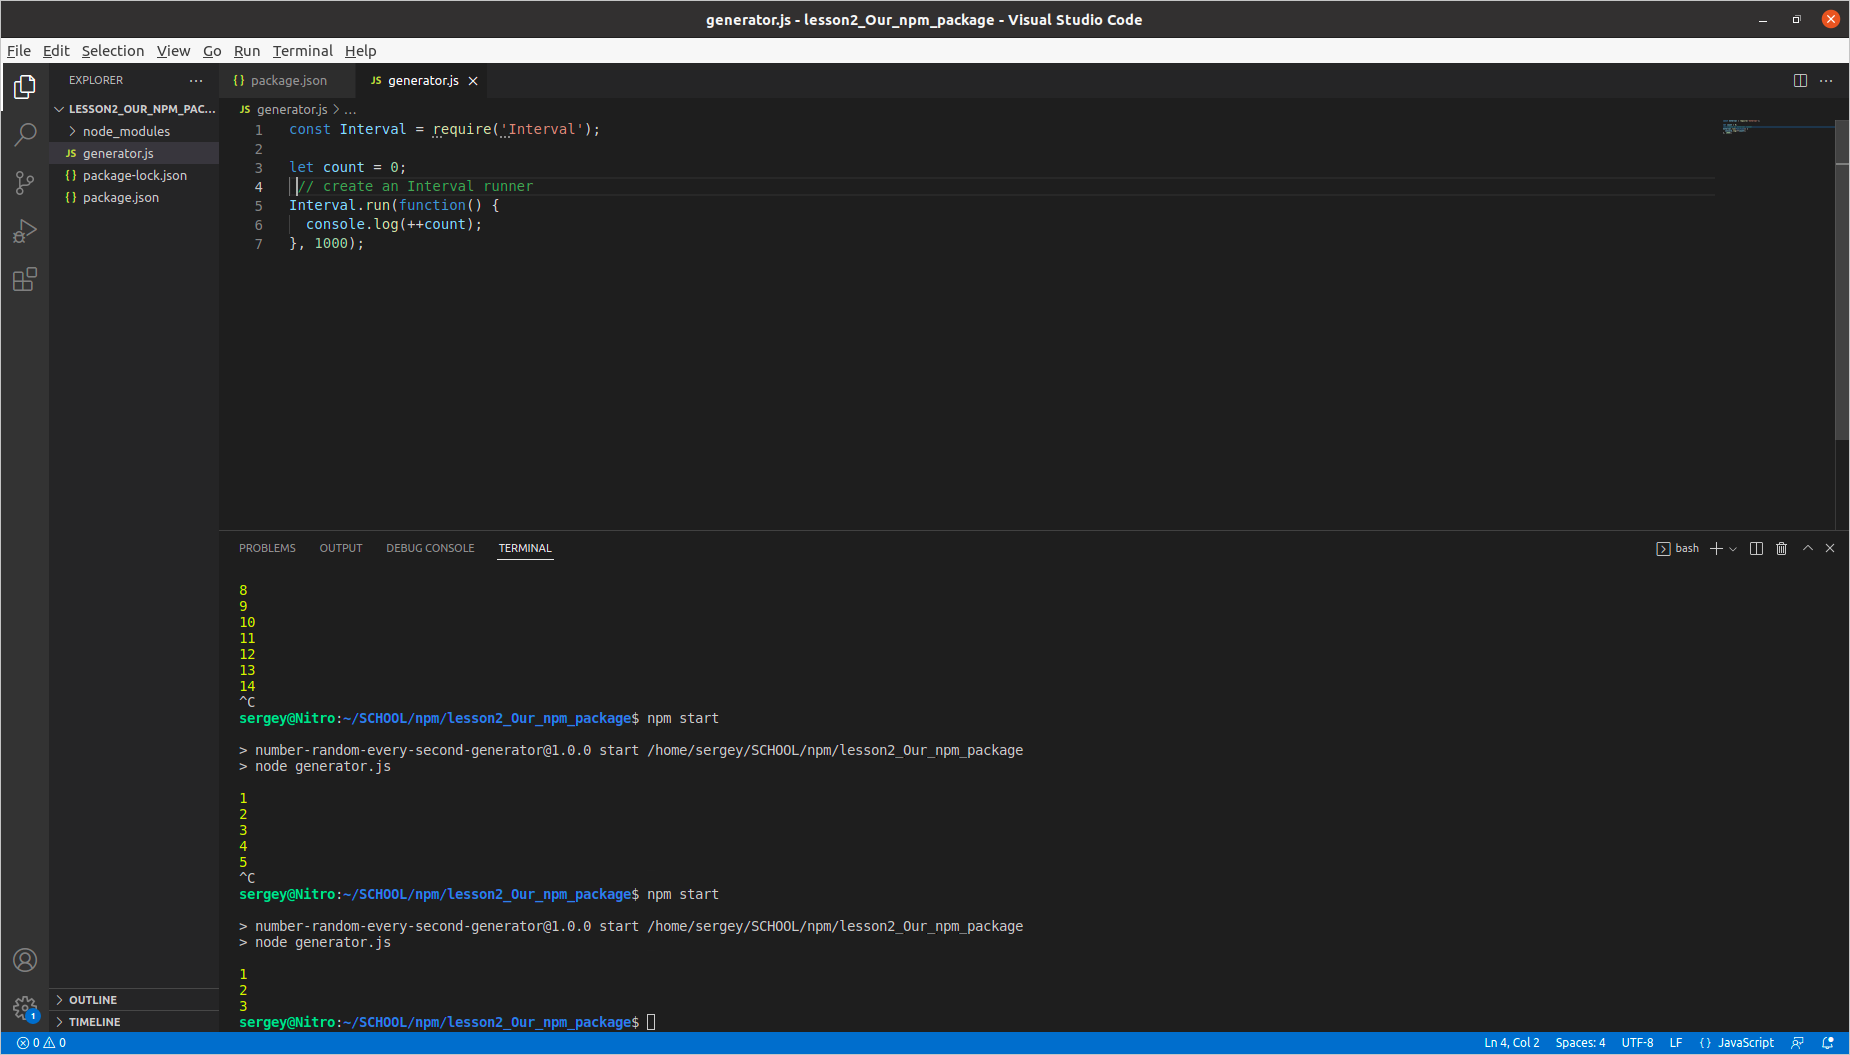 generator.js - lesson2_Our_npm_package - Visual Studio Code
File Edit Selection View Go Run Terminal Help
EXPLORER
LESSON2_OUR_NPM_PAC...
node_modules
JS generator.js
{} package-lock.json
{} package.json
OUTLINE
TIMELINE
{} package.json JS generator.js
JS generator.js > ...
1 const Interval = require('Interval');
2
3 let count = 0;
4 // create an Interval runner
5 Interval.run(function() {
6 console.log(++count);
7 }, 1000);
PROBLEMS OUTPUT DEBUG CONSOLE TERMINAL
bash
8
9
10
11
12
13
14
^C
sergey@Nitro:~/SCHOOL/npm/lesson2_Our_npm_package$ npm start
> number-random-every-second-generator@1.0.0 start /home/sergey/SCHOOL/npm/lesson2_Our_npm_package
> node generator.js
1
2
3
4
5
^C
sergey@Nitro:~/SCHOOL/npm/lesson2_Our_npm_package$ npm start
> number-random-every-second-generator@1.0.0 start /home/sergey/SCHOOL/npm/lesson2_Our_npm_package
> node generator.js
1
2
3
sergey@Nitro:~/SCHOOL/npm/lesson2_Our_npm_package$
1
0 0
Ln 4, Col 2 Spaces: 4 UTF-8 LF {} JavaScript